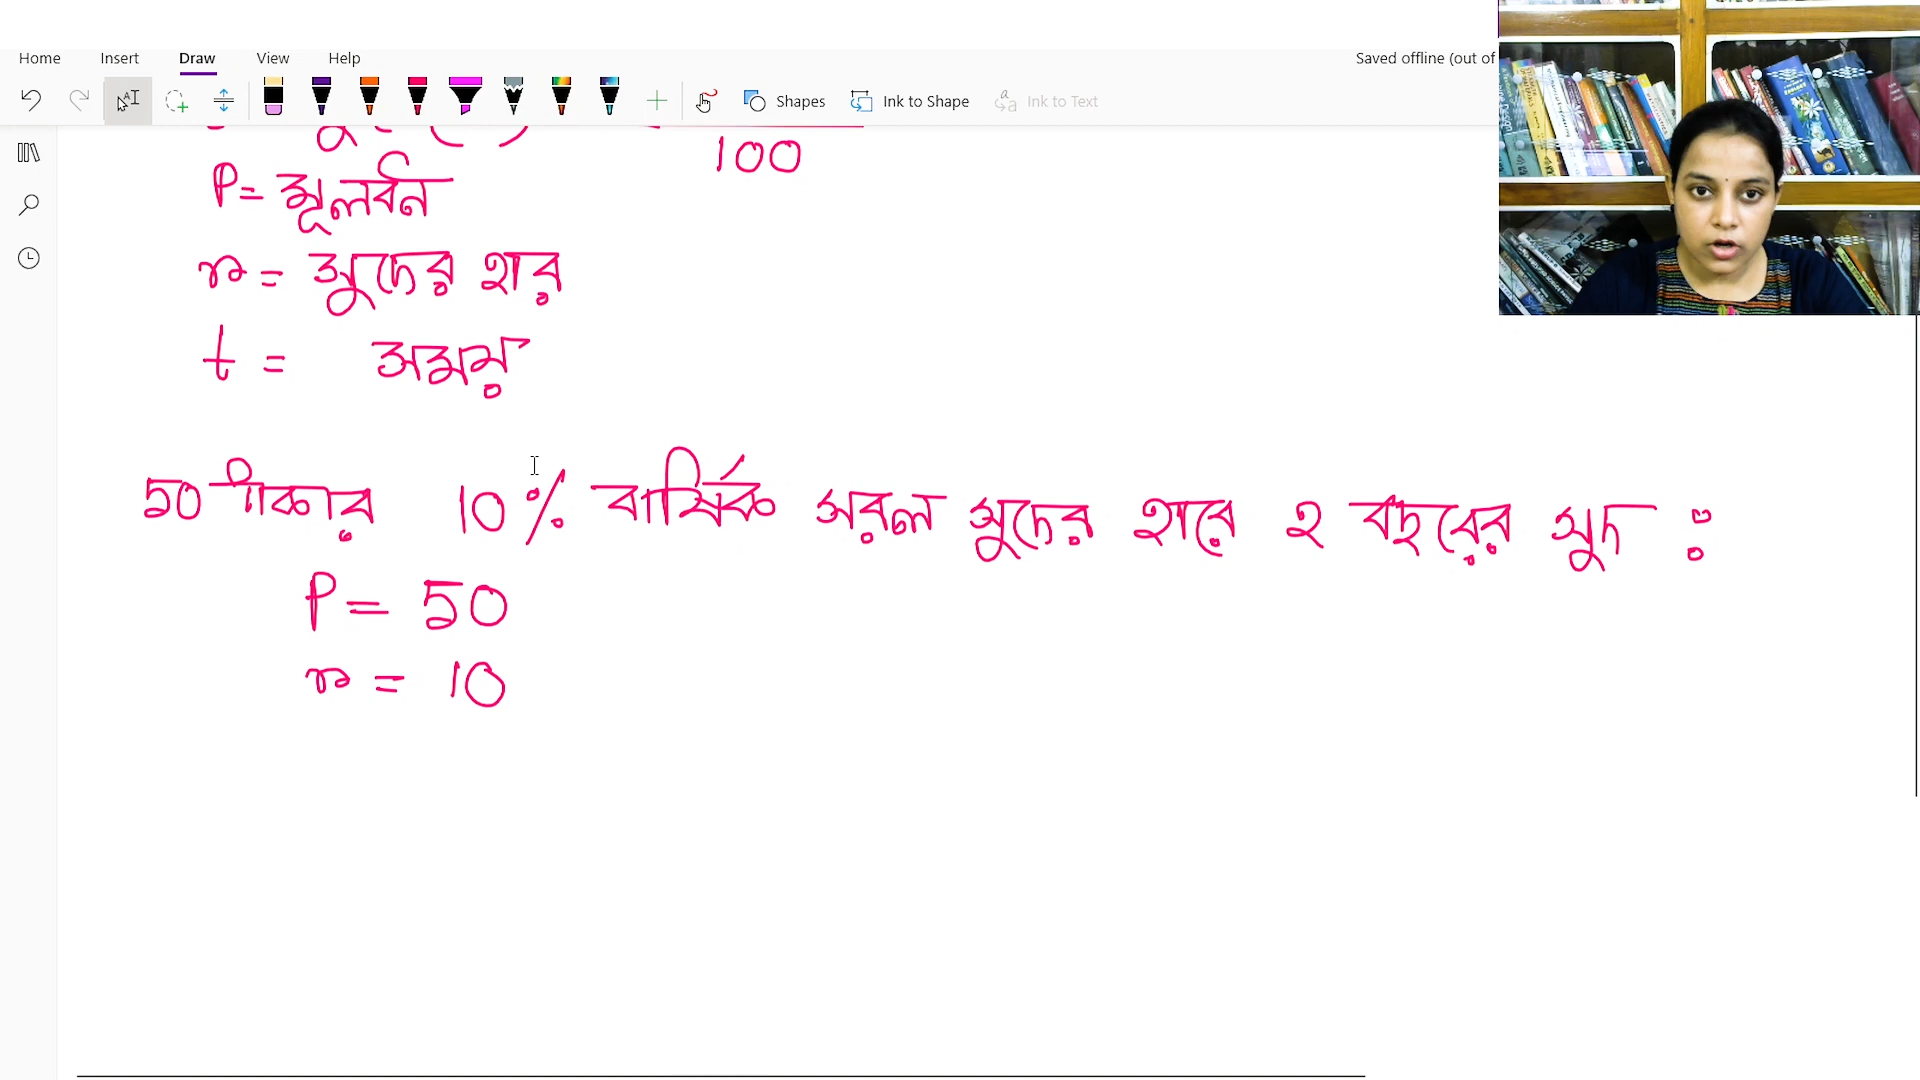 Home Insert Draw View Help Saved offline (out of
Shapes Ink to Shape Ink to Text
100
P = মূলধন
r = সুদের হার
t = সময়
50 টাকার 10% বার্ষিক সরল সুদের হারে ২ বছরের সুদ :
P = 50
r = 10